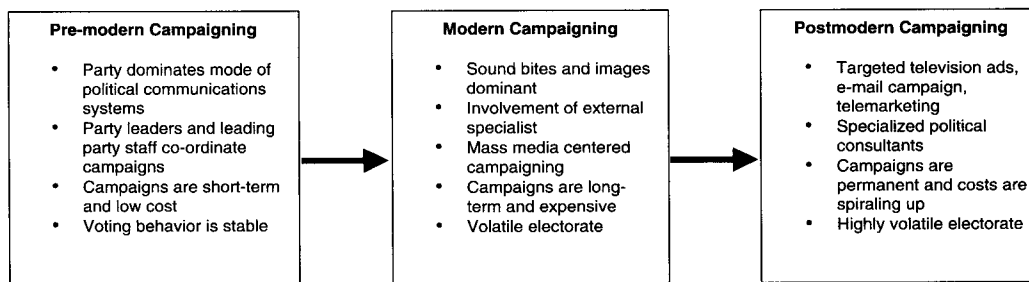 Pre-modern Campaigning
• Party dominates mode of
political communications
systems
• Party leaders and leading
party staff co-ordinate
campaigns
• Campaigns are short-term
and low cost
• Voting behavior is stable
Modern Campaigning
• Sound bites and images
dominant
• Involvement of external
specialist
• Mass media centered
campaigning
• Campaigns are long-
term and expensive
• Volatile electorate
Postmodern Campaigning
• Targeted television ads,
e-mail campaign,
telemarketing
• Specialized political
consultants
• Campaigns are
permanent and costs are
spiraling up
• Highly volatile electorate